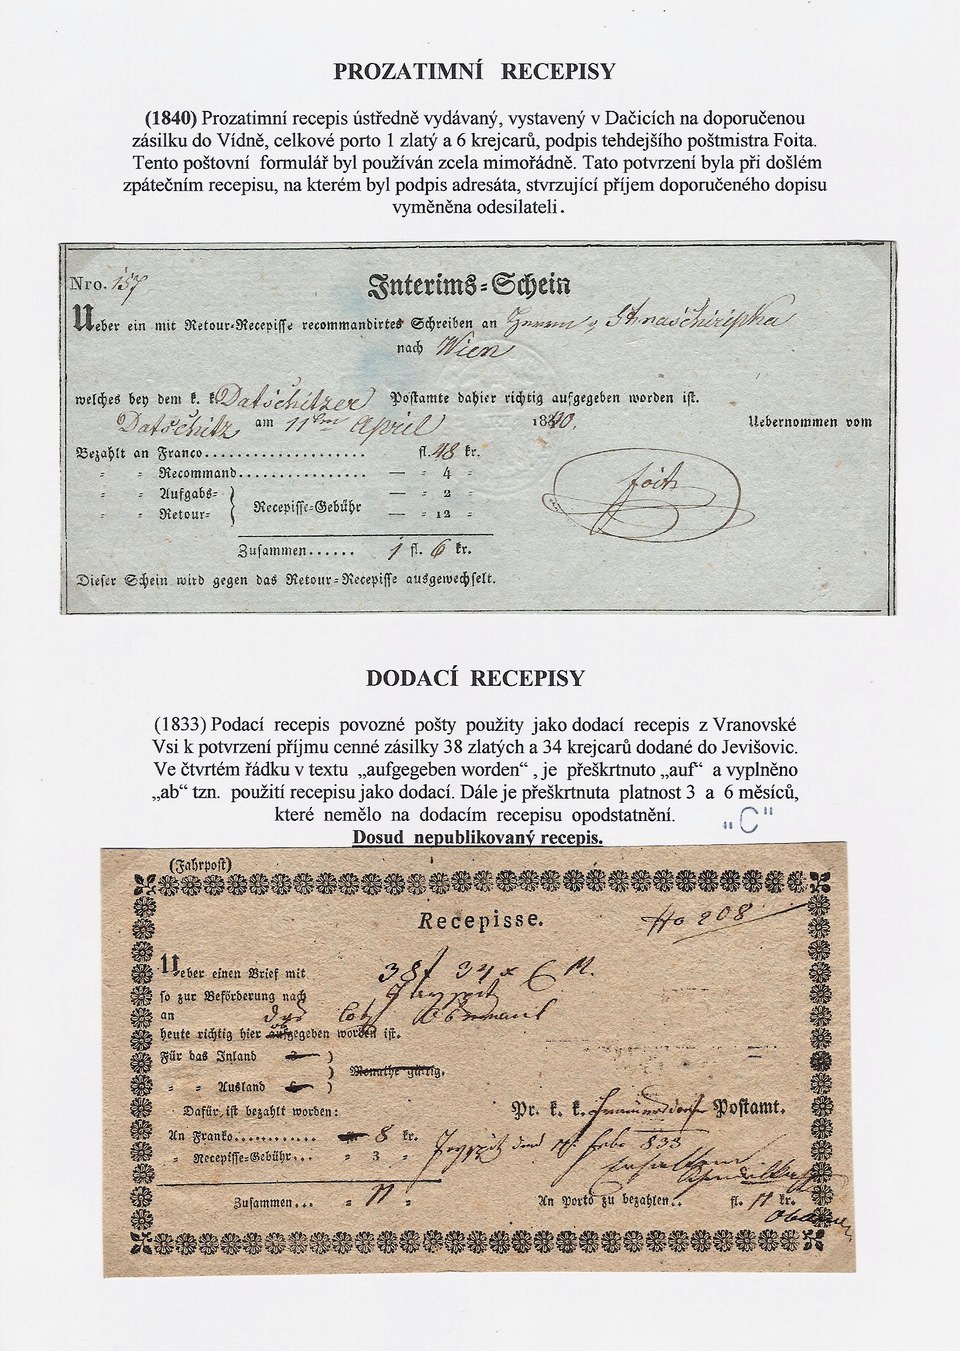 PROZATIMNÍ RECEPISY
(1840) Prozatimní recepis ústředně vydávaný, vystavený v Dačicích na doporučenou
zásilku do Vídně, celkové porto 1 zlatý a 6 krejcarů, podpis tehdejšího poštmistra Foita.
Tento poštovní formulář byl používán zcela mimořádně. Tato potvrzení byla při došlém
zpátečním recepisu, na kterém byl podpis adresáta, stvrzující příjem doporučeného dopisu
vyměněna odesilateli.
Nro. 157
Interims=Schein
Ueber ein mit Retour=Recepisse recommandirtes Schreiben an
nach Wien
welches bey dem k. k. Datschitzer Postamte dahier richtig aufgegeben worden ist.
Datschitz am 11ten April 1840. Uebernommen vom
Bezahlt an Franco.................... fl. 48 kr.
= = Recommand................ — = 4 =
= = Aufgabs= — = 2 =
Recepisse=Gebühr
= = Retour= — = 12 =
foith
Zusammen...... 1 fl. 6 kr.
Dieser Schein wird gegen das Retour=Recepisse ausgewechselt.
DODACÍ RECEPISY
(1833) Podací recepis povozné pošty použity jako dodací recepis z Vranovské
Vsi k potvrzení příjmu cenné zásilky 38 zlatých a 34 krejcarů dodané do Jevišovic.
Ve čtvrtém řádku v textu „aufgegeben worden“ , je přeškrtnuto „auf“ a vyplněno
„ab“ tzn. použití recepisu jako dodací. Dále je přeškrtnuta platnost 3 a 6 měsíců,
které nemělo na dodacím recepisu opodstatnění.
„C"
Dosud nepublikovaný recepis.
(Fahrpost)
Recepisse.
No 208
Ueber einen Brief mit 38f 34x C M.
so zur Beförderung nach
an
heute richtig hier aufgegeben worden ist.
Für das Inland 3
Monathe gültig.
= = Ausland 6
Dafür, ist bezahlt worden:
Pr. k. k. Postamt.
An Franko............ 8 kr.
= Recepisse=Gebühr... = 3 =
833
Zusammen... = 11 =
An Porto zu bezahlen.. fl. 11 kr.